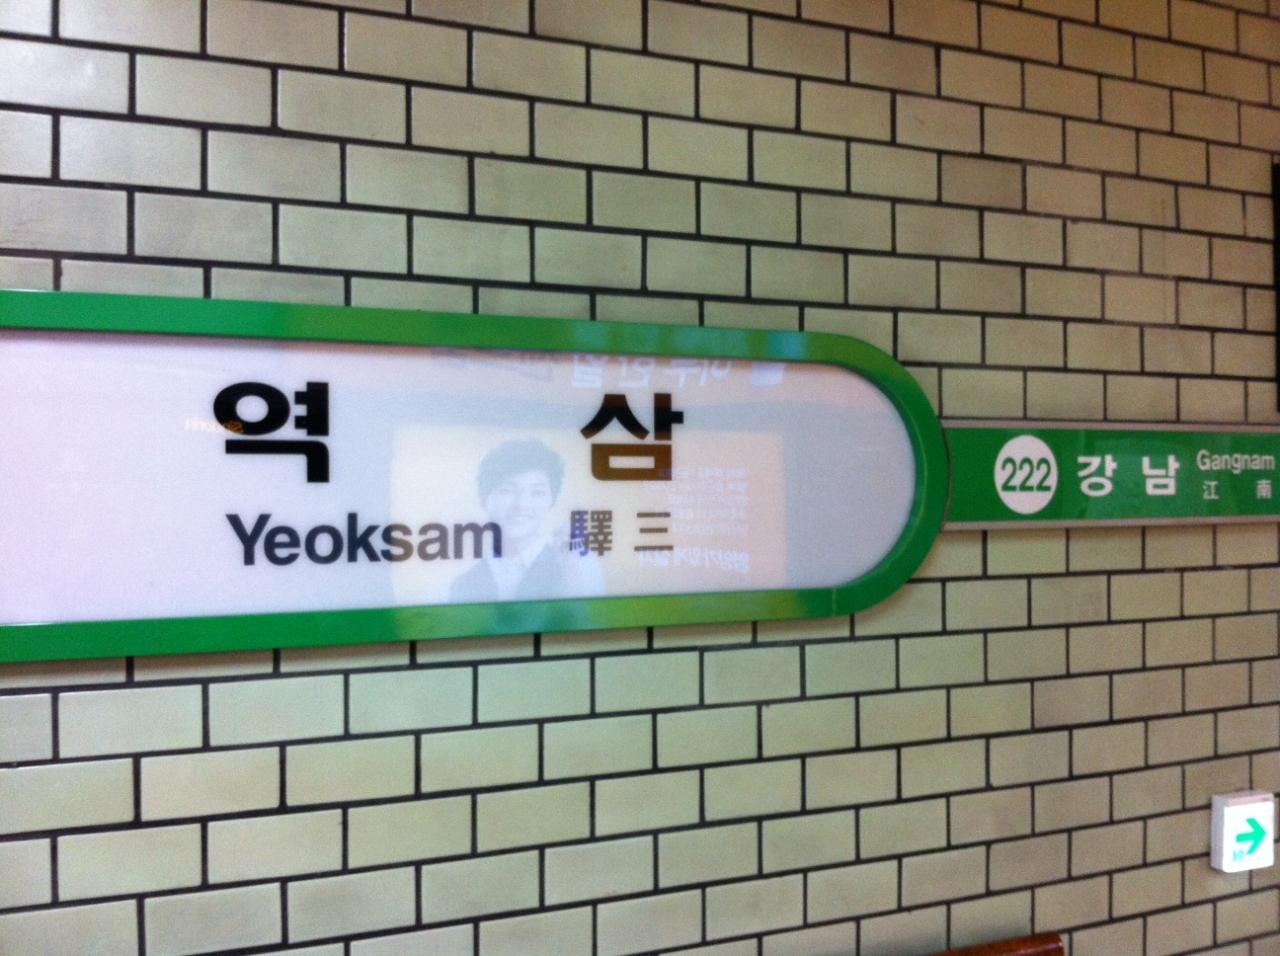 역 삼
Yeoksam 驛 三
222 강 남 Gangnam
江 南